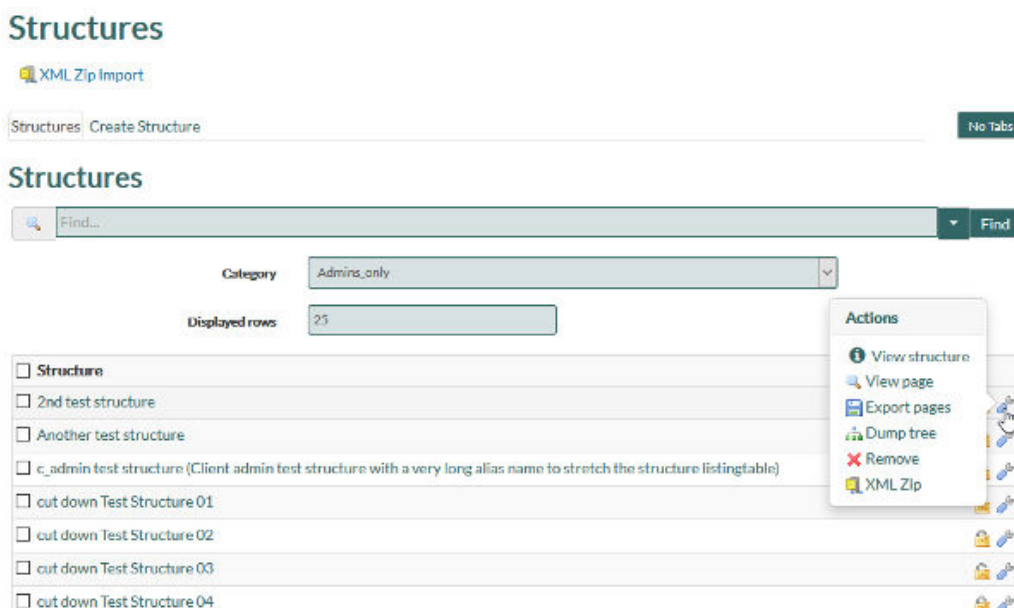 Structures
XML Zip Import
Structures Create Structure
No Tabs
Structures
Find...
Find
Category
Admins_only
Displayed rows
25
Actions
View structure
View page
Export pages
Dump tree
Remove
XML Zip
Structure
2nd test structure
Another test structure
c_admin test structure (Client admin test structure with a very long alias name to stretch the structure listingtable)
cut down Test Structure 01
cut down Test Structure 02
cut down Test Structure 03
cut down Test Structure 04